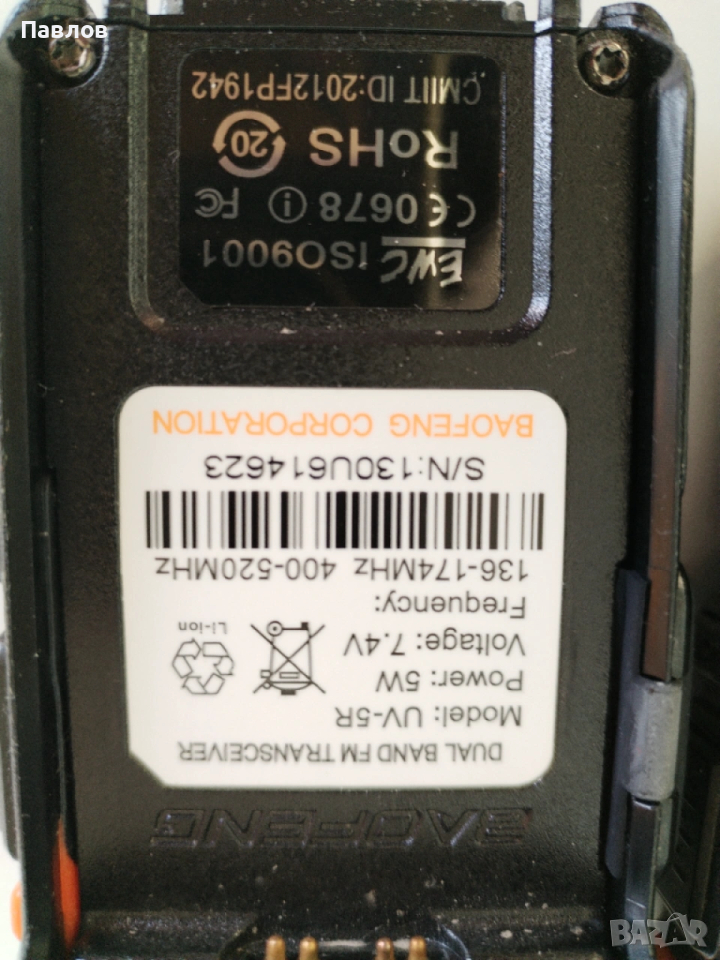 Павлов
BAOFENG
DUAL BAND FM TRANSCEIVER
Model: UV-5R
Power: 5W
Voltage: 7.4V
Frequency:
136-174MHz 400-520MHz
Li-ion
S/N:130U614623
BAOFENG CORPORATION
EWC ISO9001
CE0678 FC
RoHS 20
CMIIT ID:2012FP1942
BAZAR